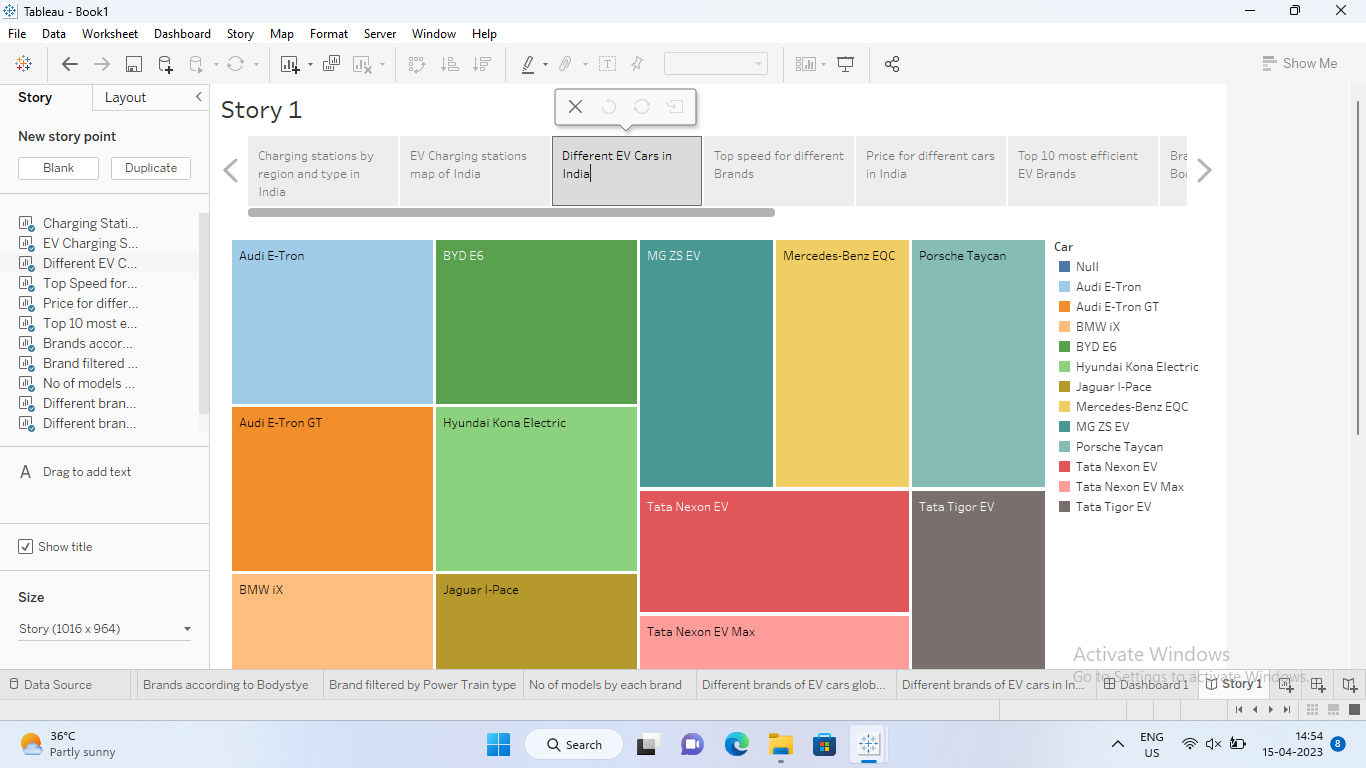 Tableau - Book1
File Data Worksheet Dashboard Story Map Format Server Window Help
Show Me
Story Layout
New story point
Blank Duplicate
Charging Stati...
EV Charging S...
Different EV C...
Top Speed for...
Price for differ...
Top 10 most e...
Brands accor...
Brand filtered ...
No of models ...
Different bran...
Different bran...
A Drag to add text
Show title
Size
Story (1016 x 964)
Story 1
Charging stations by
region and type in
India
EV Charging stations
map of India
Different EV Cars in
India
Top speed for different
Brands
Price for different cars
in India
Top 10 most efficient
EV Brands
Bra
Audi E-Tron
BYD E6
MG ZS EV
Mercedes-Benz EQC
Porsche Taycan
Audi E-Tron GT
Hyundai Kona Electric
Tata Nexon EV
Tata Tigor EV
BMW iX
Jaguar I-Pace
Tata Nexon EV Max
Car
Null
Audi E-Tron
Audi E-Tron GT
BMW iX
BYD E6
Hyundai Kona Electric
Jaguar I-Pace
Mercedes-Benz EQC
MG ZS EV
Porsche Taycan
Tata Nexon EV
Tata Nexon EV Max
Tata Tigor EV
Activate Windows
Go to Settings to activate Windows.
Data Source Brands according to Bodystye Brand filtered by Power Train type No of models by each brand Different brands of EV cars glob... Different brands of EV cars in In... Dashboard 1 Story 1
36°C
Partly sunny
Search
ENG
US
14:54
15-04-2023
8